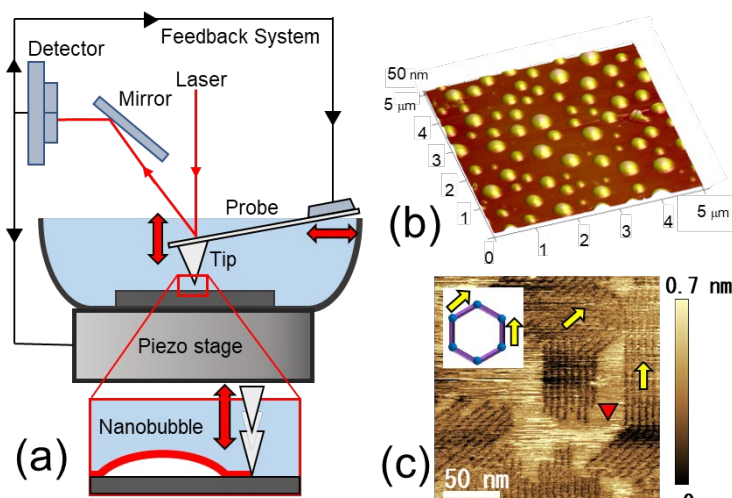 Feedback System
Detector
Laser
Mirror
Probe
Tip
Piezo stage
Nanobubble
(a)
50 nm
5 μm
4
3
2
1
0
1
2
3
4
5 μm
(b)
0.7 nm
0
50 nm
(c)